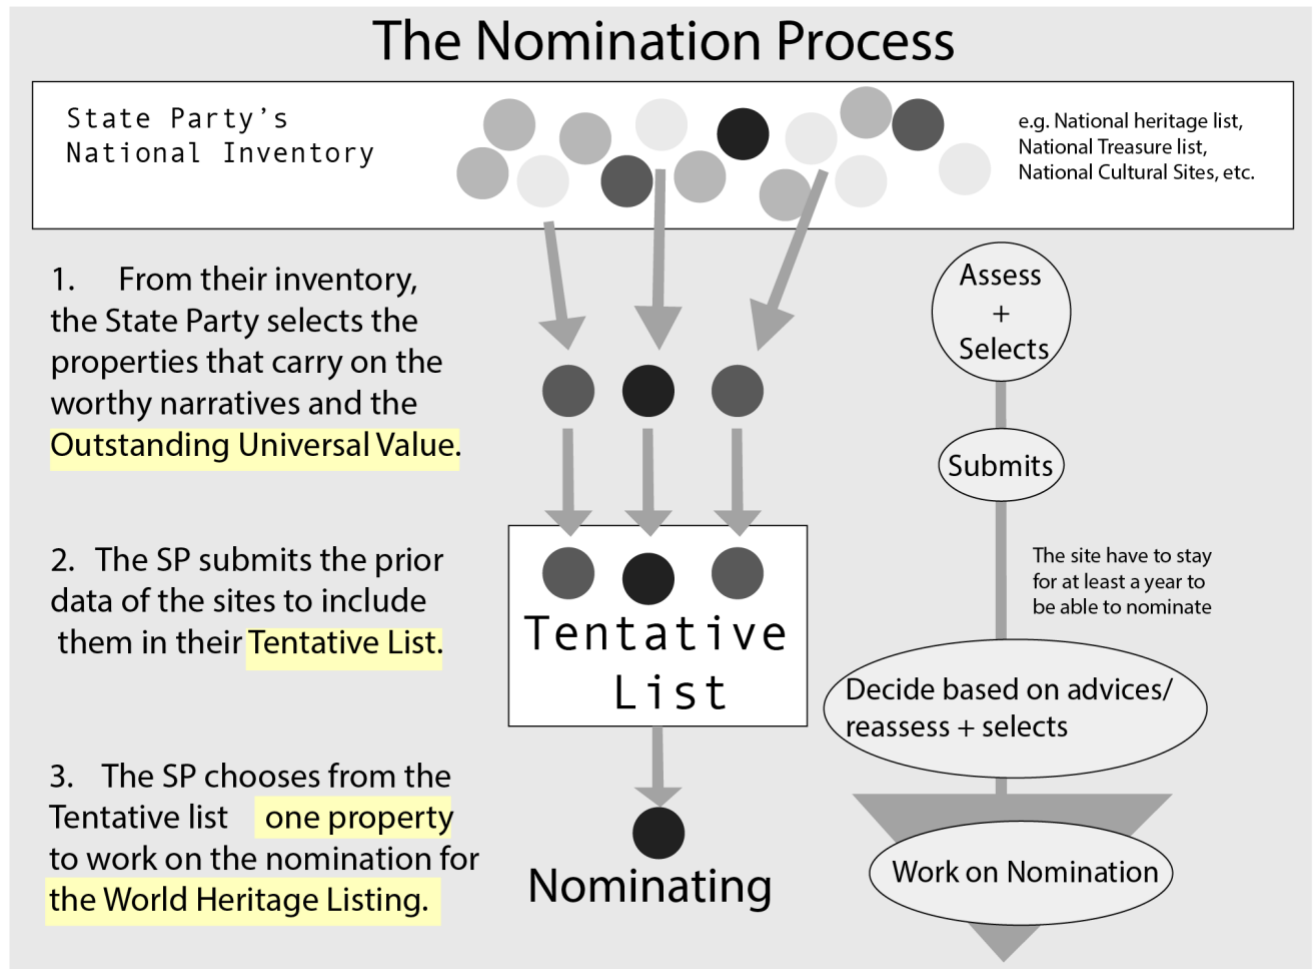 The Nomination Process
State Party's
National Inventory
e.g. National heritage list,
National Treasure list,
National Cultural Sites, etc.
1. From their inventory,
the State Party selects the
properties that carry on the
worthy narratives and the
Outstanding Universal Value.
2. The SP submits the prior
data of the sites to include
them in their Tentative List.
3. The SP chooses from the
Tentative list one property
to work on the nomination for
the World Heritage Listing.
Tentative
List
Nominating
Assess
+
Selects
Submits
The site have to stay
for at least a year to
be able to nominate
Decide based on advices/
reassess + selects
Work on Nomination